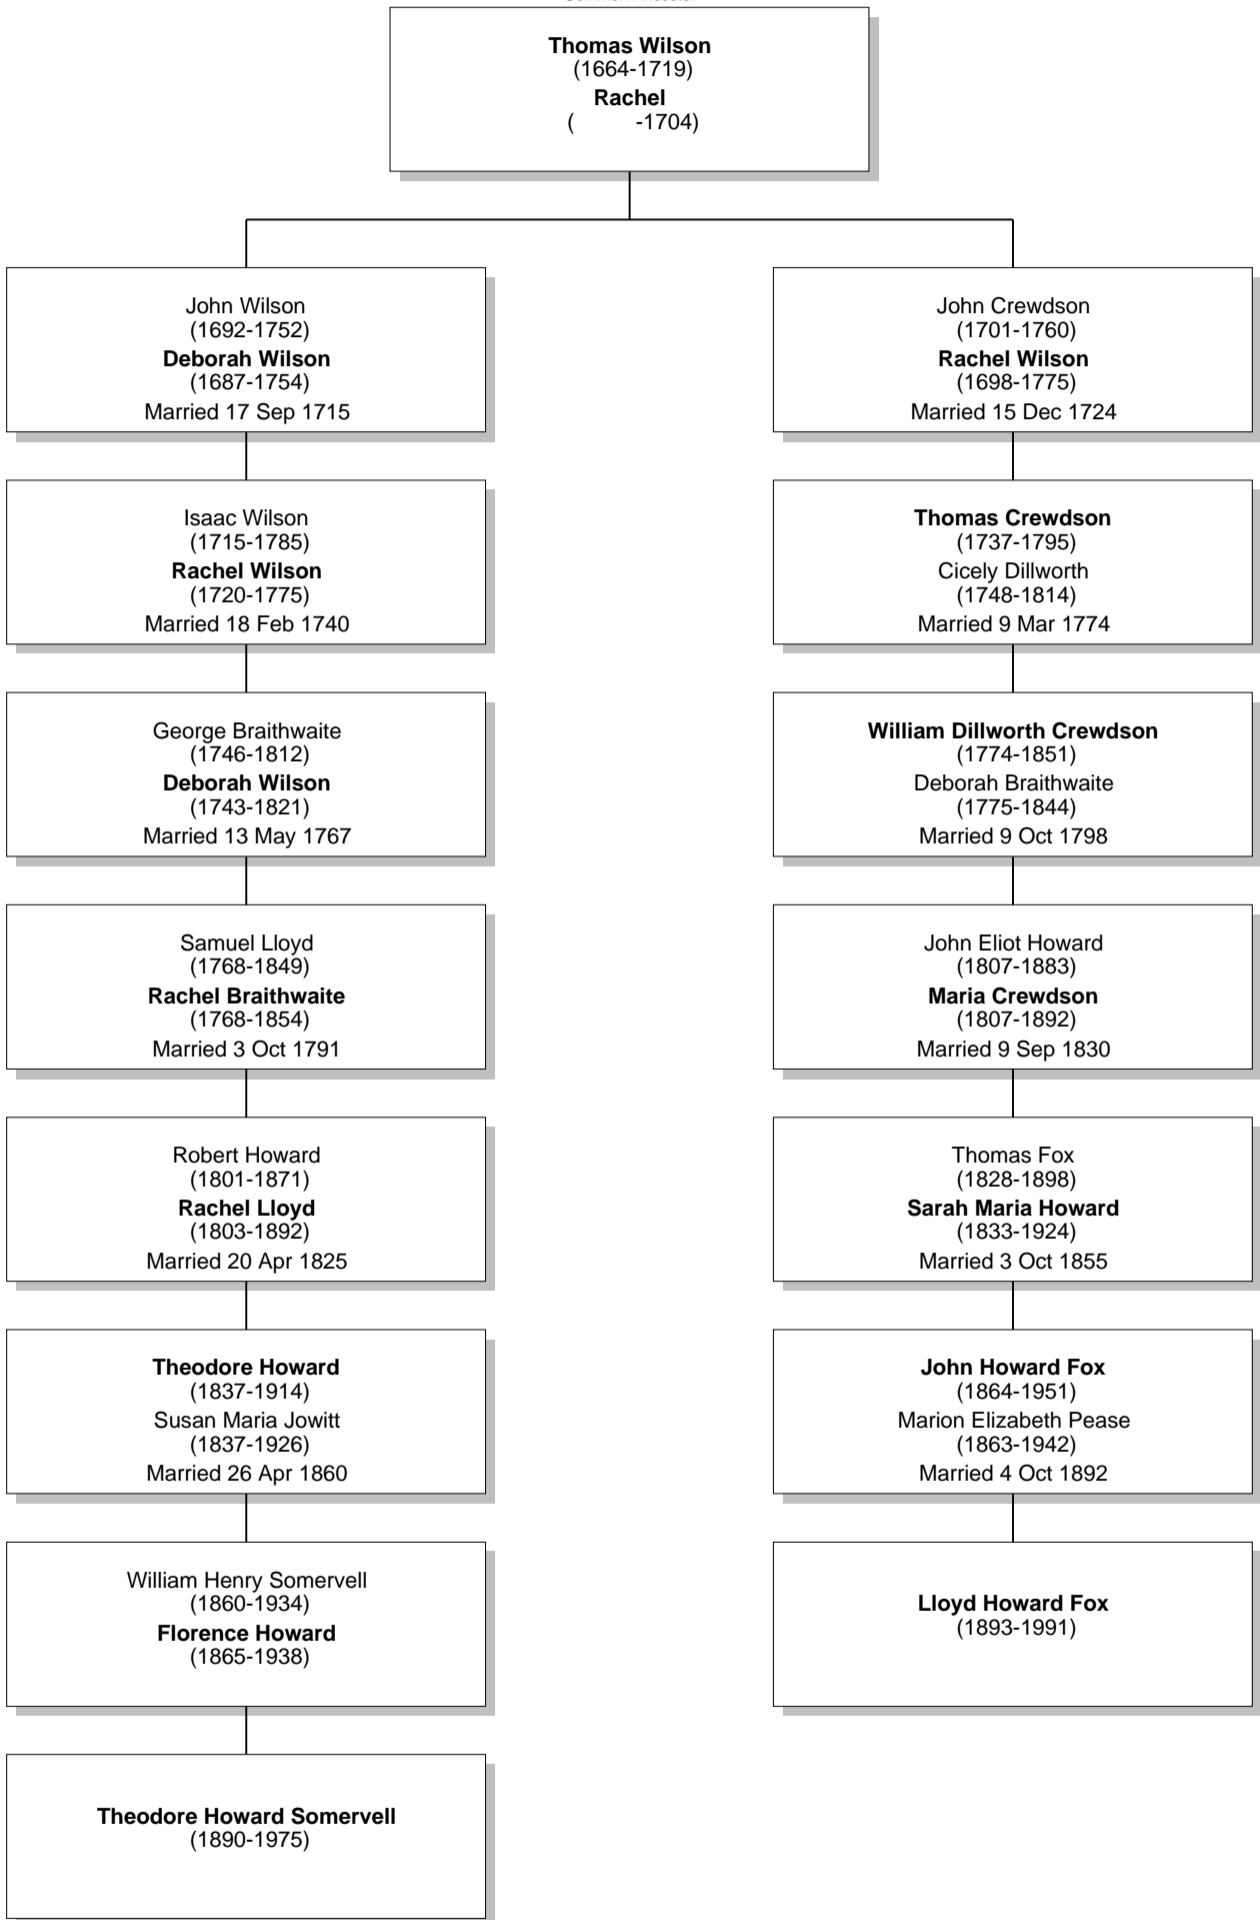 Thomas Wilson
(1664-1719)
Rachel
( -1704)
John Wilson
(1692-1752)
Deborah Wilson
(1687-1754)
Married 17 Sep 1715
John Crewdson
(1701-1760)
Rachel Wilson
(1698-1775)
Married 15 Dec 1724
Isaac Wilson
(1715-1785)
Rachel Wilson
(1720-1775)
Married 18 Feb 1740
Thomas Crewdson
(1737-1795)
Cicely Dillworth
(1748-1814)
Married 9 Mar 1774
George Braithwaite
(1746-1812)
Deborah Wilson
(1743-1821)
Married 13 May 1767
William Dillworth Crewdson
(1774-1851)
Deborah Braithwaite
(1775-1844)
Married 9 Oct 1798
Samuel Lloyd
(1768-1849)
Rachel Braithwaite
(1768-1854)
Married 3 Oct 1791
John Eliot Howard
(1807-1883)
Maria Crewdson
(1807-1892)
Married 9 Sep 1830
Robert Howard
(1801-1871)
Rachel Lloyd
(1803-1892)
Married 20 Apr 1825
Thomas Fox
(1828-1898)
Sarah Maria Howard
(1833-1924)
Married 3 Oct 1855
Theodore Howard
(1837-1914)
Susan Maria Jowitt
(1837-1926)
Married 26 Apr 1860
John Howard Fox
(1864-1951)
Marion Elizabeth Pease
(1863-1942)
Married 4 Oct 1892
William Henry Somervell
(1860-1934)
Florence Howard
(1865-1938)
Lloyd Howard Fox
(1893-1991)
Theodore Howard Somervell
(1890-1975)